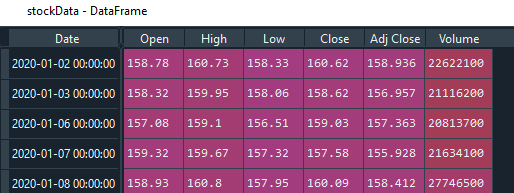 stockData - DataFrame
Date Open High Low Close Adj Close Volume
2020-01-02 00:00:00 158.78 160.73 158.33 160.62 158.936 22622100
2020-01-03 00:00:00 158.32 159.95 158.06 158.62 156.957 21116200
2020-01-06 00:00:00 157.08 159.1 156.51 159.03 157.363 20813700
2020-01-07 00:00:00 159.32 159.67 157.32 157.58 155.928 21634100
2020-01-08 00:00:00 158.93 160.8 157.95 160.09 158.412 27746500